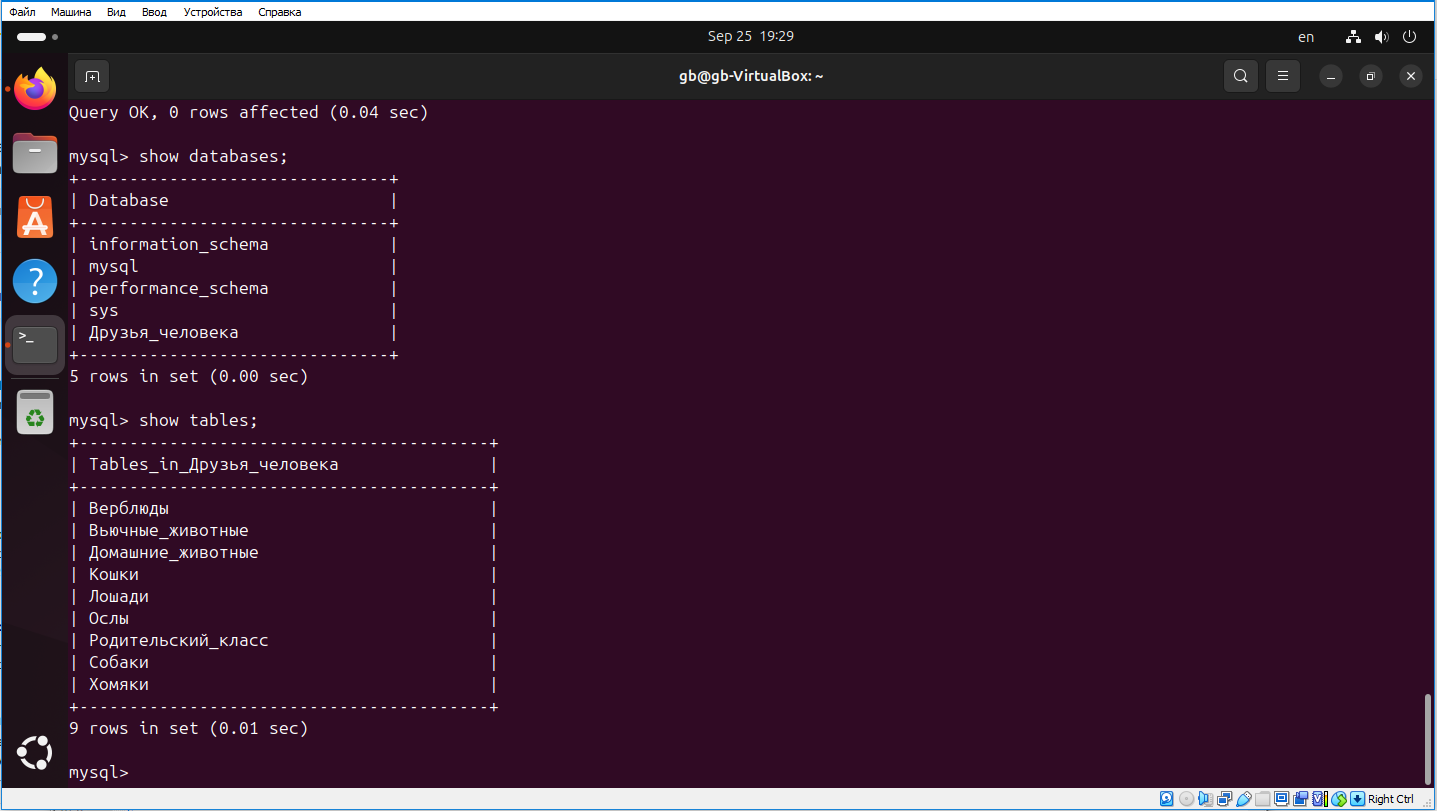 Файл Машина Вид Ввод Устройства Справка
Sep 25 19:29
en
gb@gb-VirtualBox: ~
Query OK, 0 rows affected (0.04 sec)
mysql> show databases;
+-------------------------------+
| Database                      |
+-------------------------------+
| information_schema            |
| mysql                         |
| performance_schema            |
| sys                           |
| Друзья_человека               |
+-------------------------------+
5 rows in set (0.00 sec)
mysql> show tables;
+-----------------------------------------+
| Tables_in_Друзья_человека               |
+-----------------------------------------+
| Верблюды                                |
| Вьючные_животные                        |
| Домашние_животные                       |
| Кошки                                   |
| Лошади                                  |
| Ослы                                    |
| Родительский_класс                      |
| Собаки                                  |
| Хомяки                                  |
+-----------------------------------------+
9 rows in set (0.01 sec)
mysql>
Right Ctrl